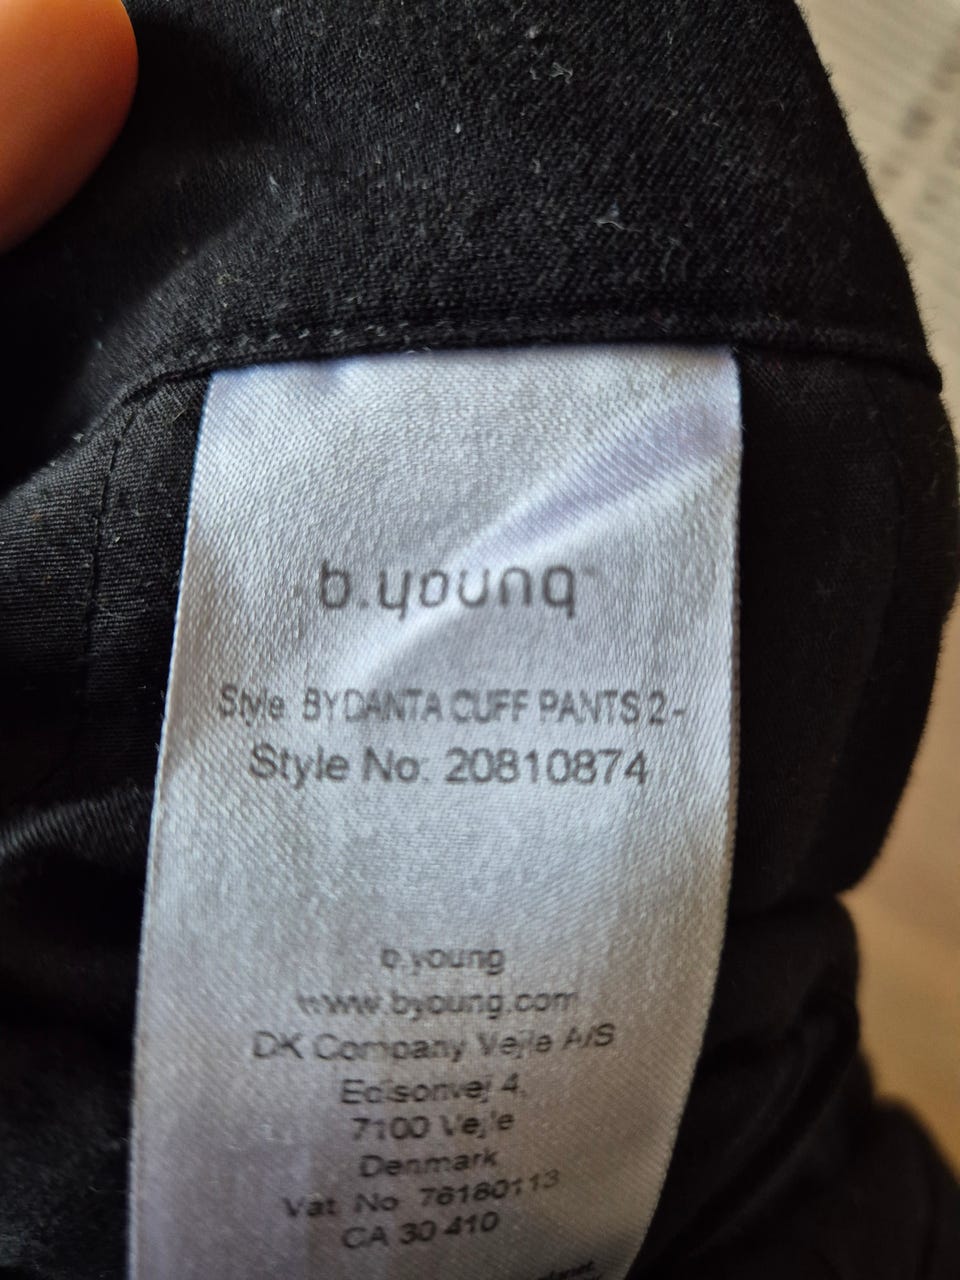 b.young
Style: BYDANTA CUFF PANTS 2 -
Style No: 20810874
b.young
www.byoung.com
DK Company Vejle A/S
Edisonvej 4,
7100 Vejle
Denmark
Vat No 76180113
CA 30 410